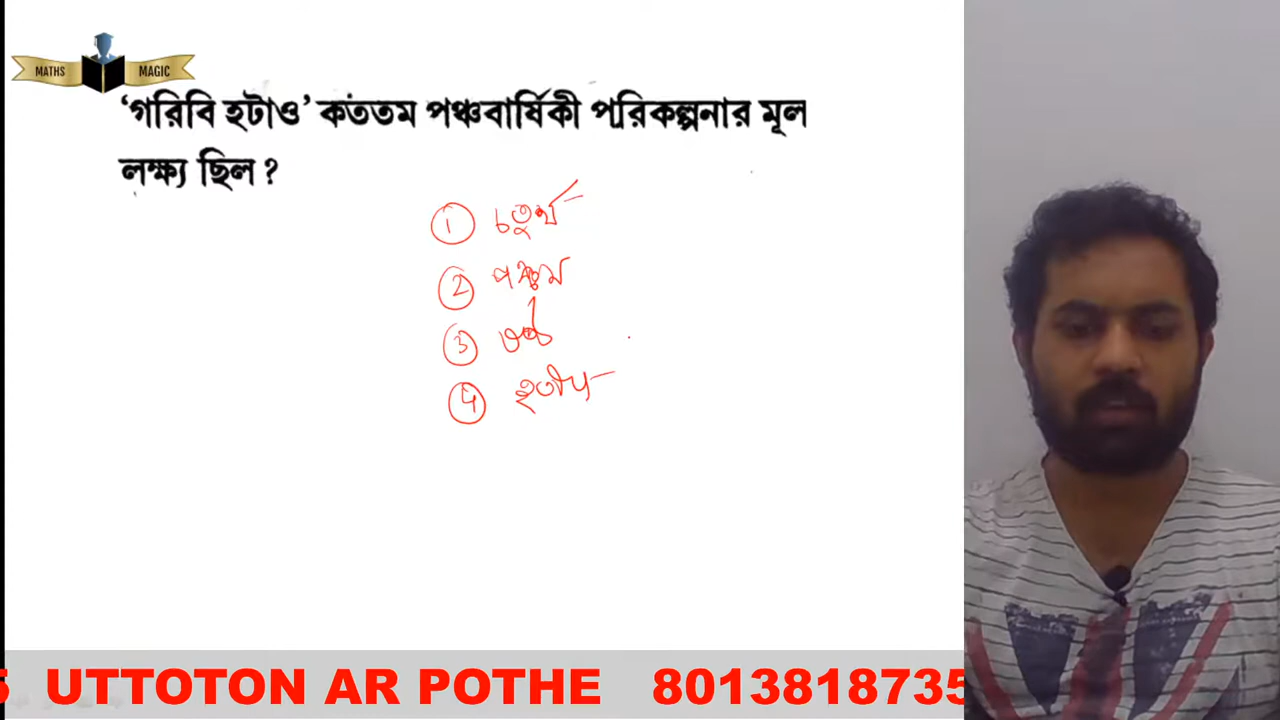 MATHS MAGIC
‘গরিবি হটাও’ কততম পঞ্চবার্ষিকী পরিকল্পনার মূল
লক্ষ্য ছিল ?
1 চতুর্থ
2 পঞ্চম
3 ষষ্ঠ
4 তৃতীয়
5 UTTOTON AR POTHE 8013818735